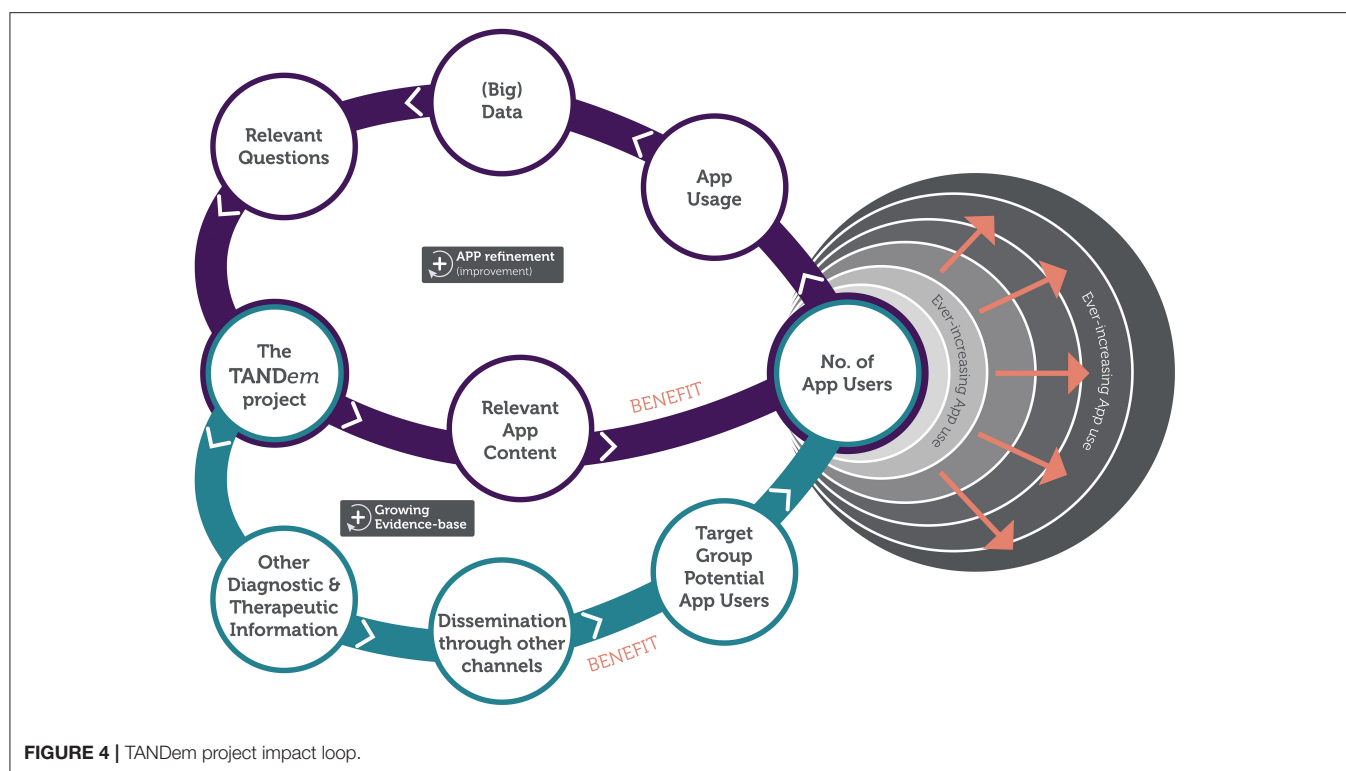 (Big)
Data
Relevant
Questions
App
Usage
APP refinement
(improvement)
The
TANDem
project
Relevant
App
Content
BENEFIT
No. of
App Users
Ever-increasing App use
Ever-increasing App use
Growing
Evidence-base
Other
Diagnostic &
Therapeutic
Information
Dissemination
through other
channels
BENEFIT
Target
Group
Potential
App Users
FIGURE 4 | TANDem project impact loop.